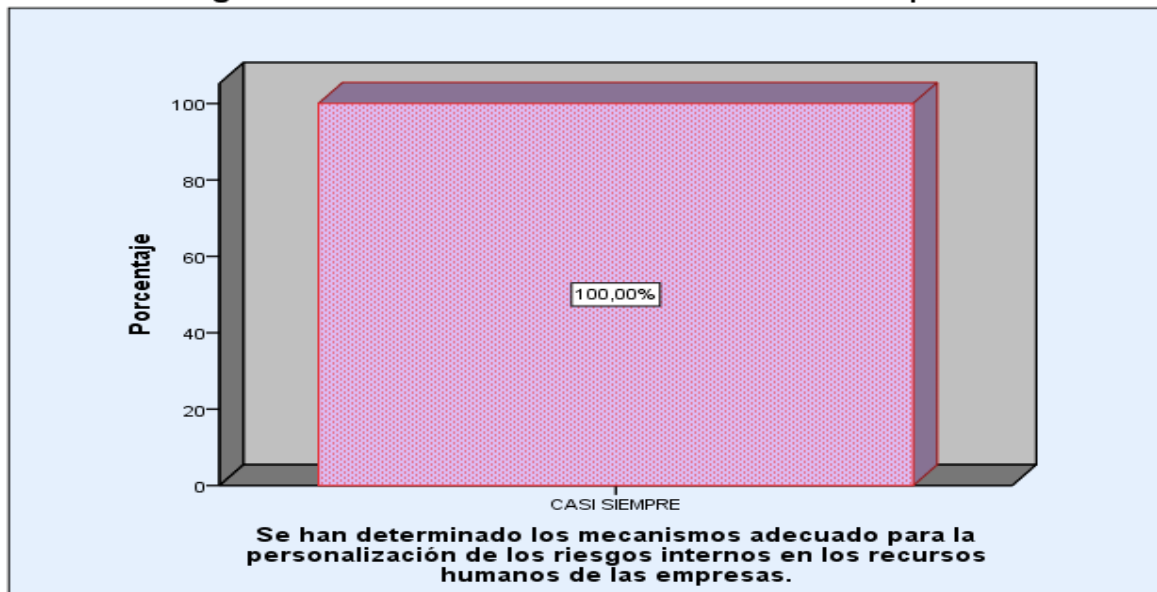 100
80
60
40
20
0
Porcentaje
100,00%
CASI SIEMPRE
Se han determinado los mecanismos adecuado para la
personalización de los riesgos internos en los recursos
humanos de las empresas.